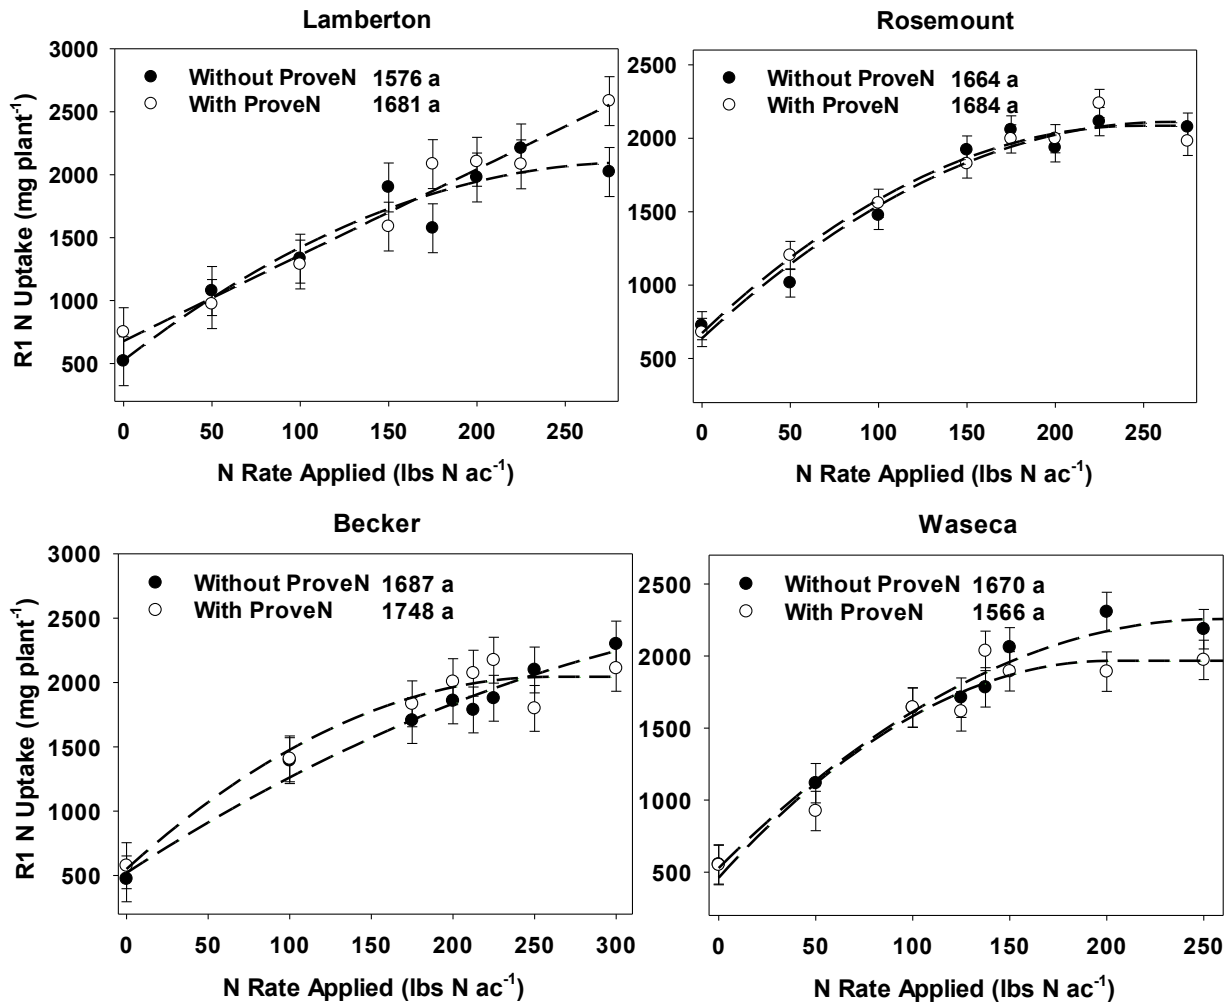 Lamberton
3000
2500
2000
1500
1000
500
R1 N Uptake (mg plant-1)
Without ProveN 1576 a
With ProveN 1681 a
0 50 100 150 200 250
N Rate Applied (lbs N ac-1)
Rosemount
2500
2000
1500
1000
500
Without ProveN 1664 a
With ProveN 1684 a
0 50 100 150 200 250
N Rate Applied (lbs N ac-1)
Becker
3000
2500
2000
1500
1000
500
R1 N Uptake (mg plant-1)
Without ProveN 1687 a
With ProveN 1748 a
0 50 100 150 200 250 300
N Rate Applied (lbs N ac-1)
Waseca
2500
2000
1500
1000
500
Without ProveN 1670 a
With ProveN 1566 a
0 50 100 150 200 250
N Rate Applied (lbs N ac-1)